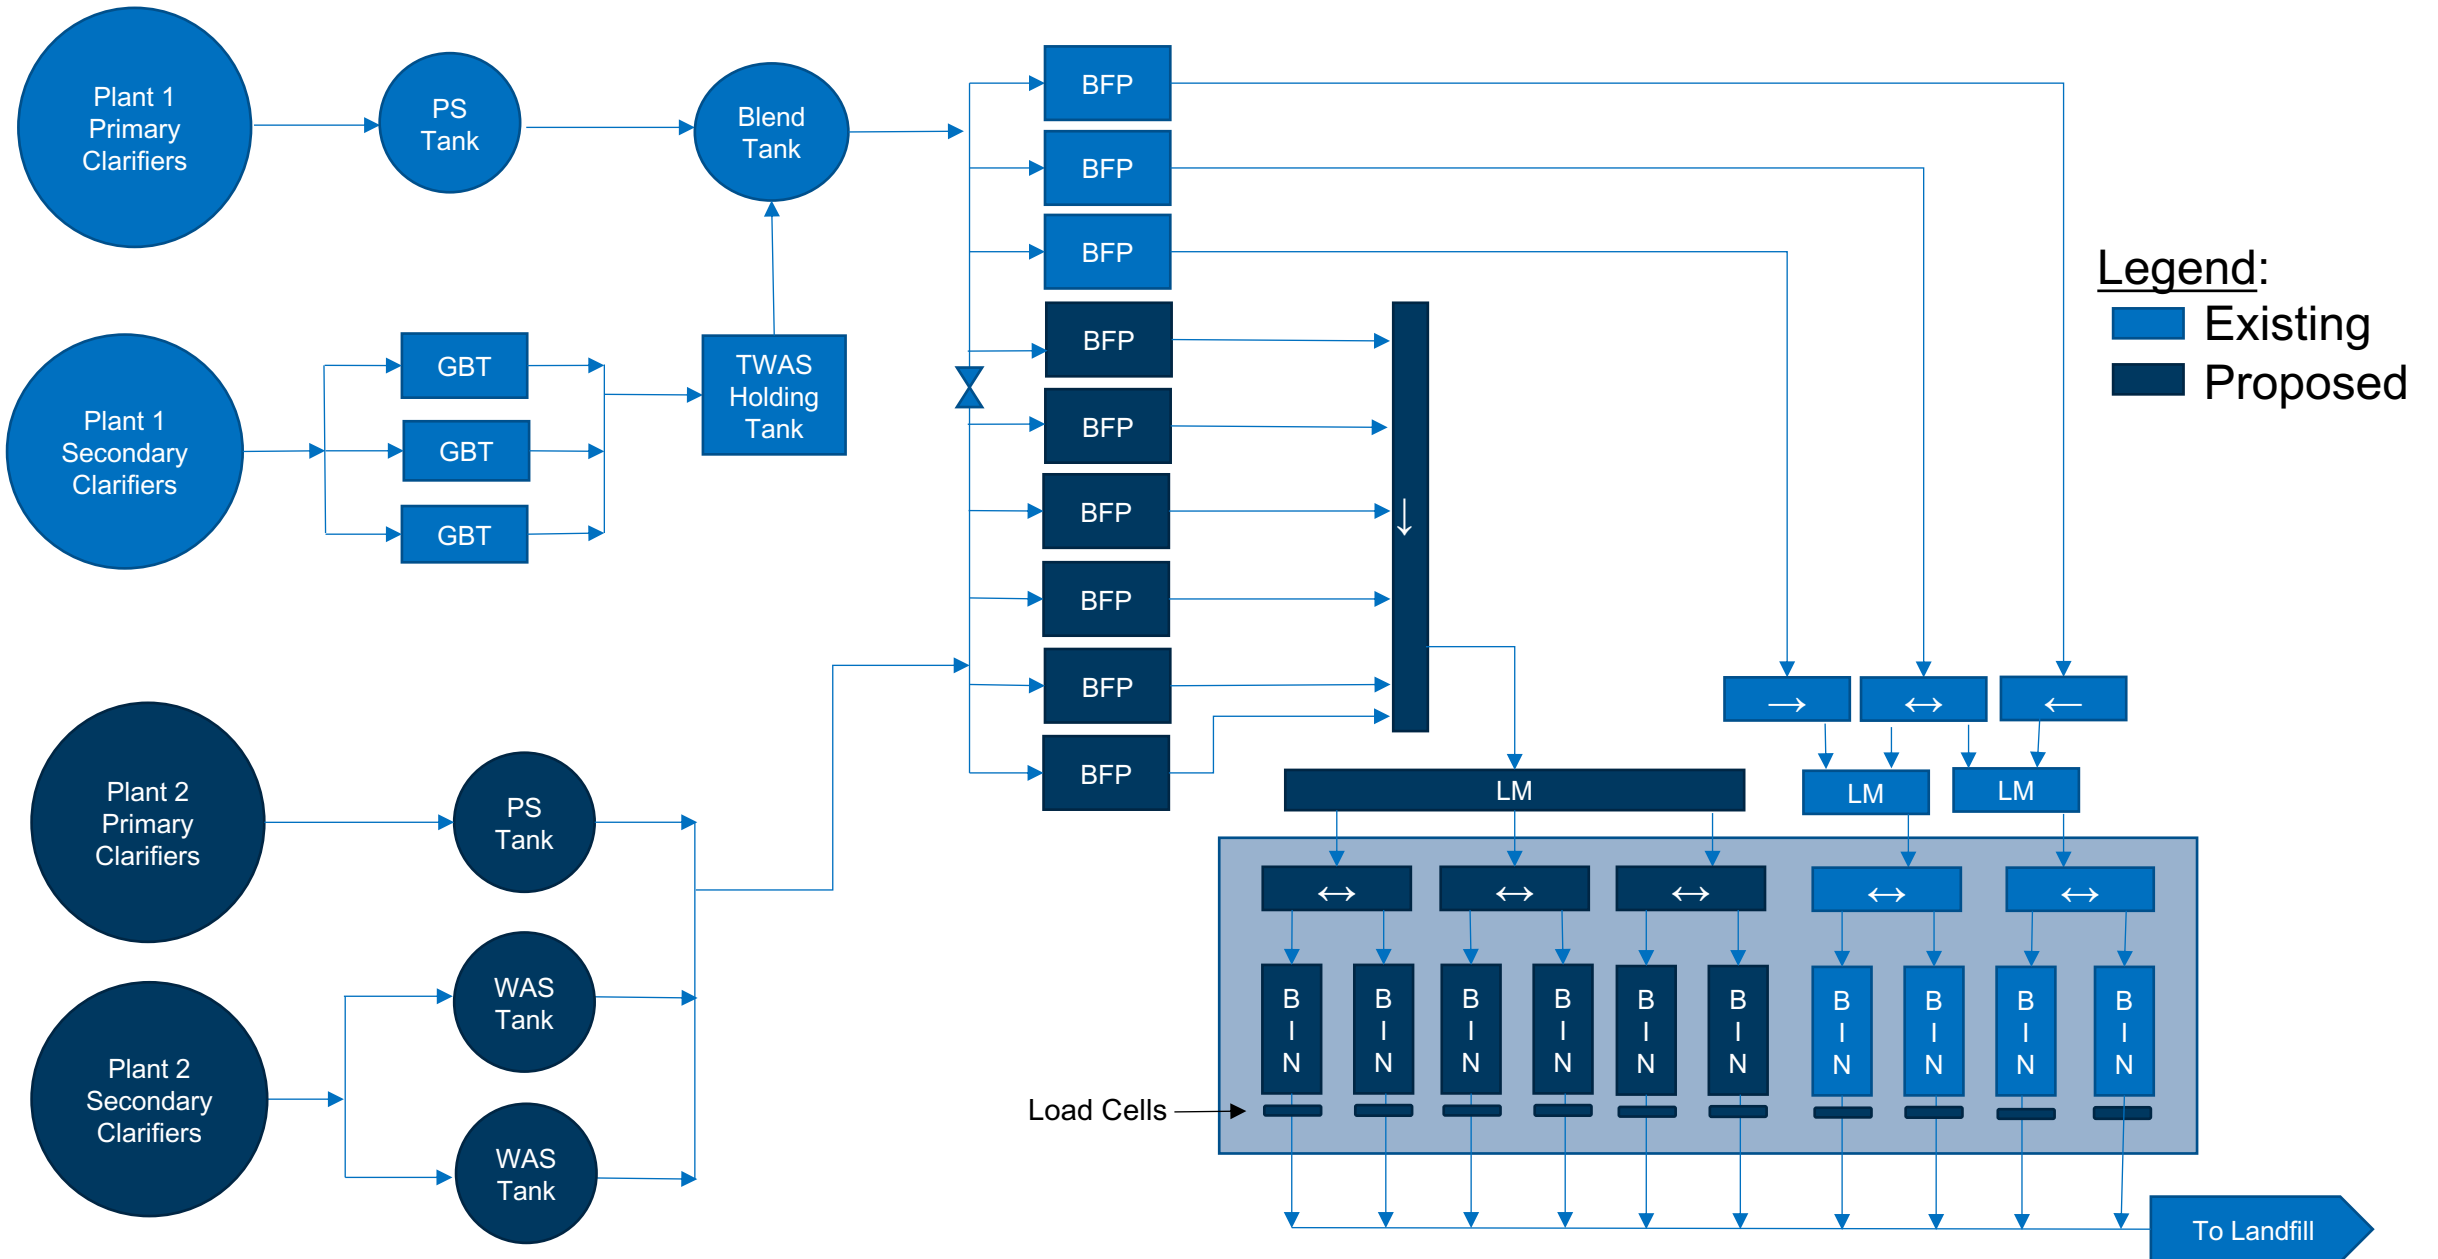 Plant 1
Primary
Clarifiers
PS
Tank
Blend
Tank
BFP
BFP
BFP
Legend:
Existing
Proposed
Plant 1
Secondary
Clarifiers
GBT
GBT
GBT
TWAS
Holding
Tank
BFP
BFP
BFP
↓
BFP
BFP
BFP
→
↔
←
Plant 2
Primary
Clarifiers
PS
Tank
LM
LM
LM
↔
↔
↔
↔
↔
Plant 2
Secondary
Clarifiers
WAS
Tank
WAS
Tank
B
I
N
B
I
N
B
I
N
B
I
N
B
I
N
B
I
N
B
I
N
B
I
N
B
I
N
B
I
N
Load Cells
To Landfill